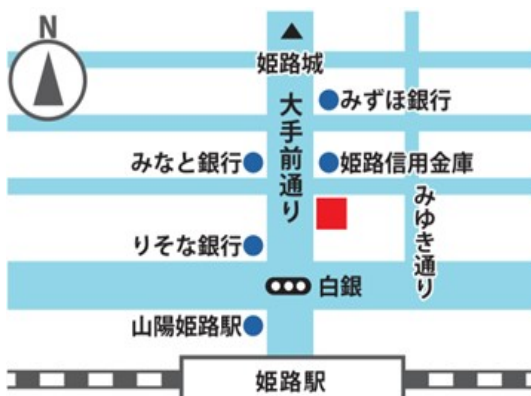 N
姫路城
みずほ銀行
大手前通り
みなと銀行
姫路信用金庫
みゆき通り
りそな銀行
白銀
山陽姫路駅
姫路駅